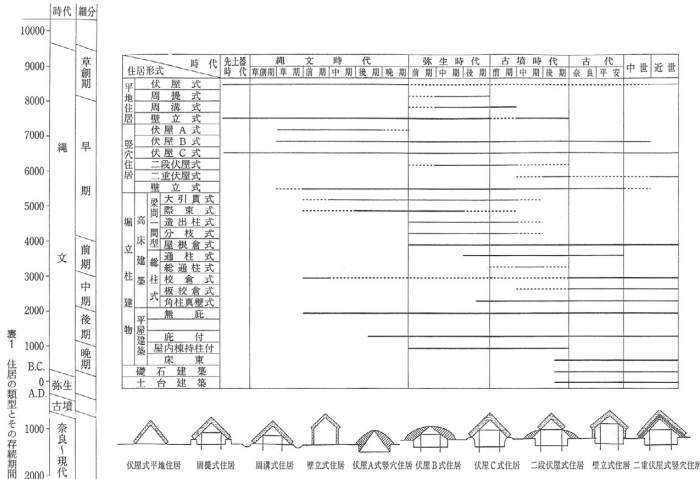 時代 細分
10000
9000
8000
7000
6000
5000
4000
3000
2000
1000
B.C.
0
A.D.
1000
2000
縄
文
弥生
古墳
奈良〜現代
草創期
早期
前期
中期
後期
晩期
表1 住居の類型とその存続期間
時代
住居形式
先土器時代
縄文時代
草創期 早期 前期 中期 後期 晩期
弥生時代
前期 中期 後期
古墳時代
前期 中期 後期
古代
奈良 平安
中世
近世
平地住居
伏屋式
周提式
周溝式
壁立式
竪穴住居
伏屋A式
伏屋B式
伏屋C式
二段伏屋式
二重伏屋式
壁立式
堀立柱建物
高床建築
梁間一間型
大引貫式
際束式
造出柱式
分枝式
屋根倉式
総柱式
通柱式
総通柱式
校倉式
板校倉式
角柱真壁式
平屋建築
無庇
庇付
屋内棟持柱付
床束
礎石建築
土台建築
伏屋式平地住居 周提式住居 周溝式住居 壁立式住居 伏屋A式竪穴住居 伏屋B式住居 伏屋C式住居 二段伏屋式住居 壁立式住居 二重伏屋式竪穴住居